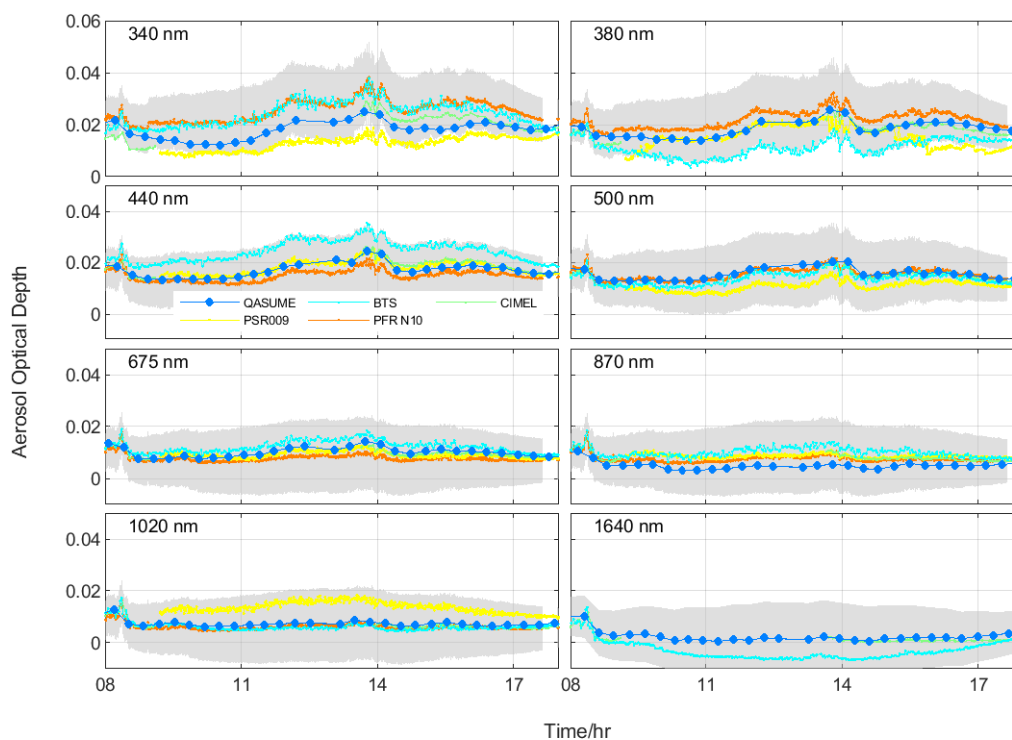 0.06
340 nm
380 nm
0.04
0.02
0
440 nm
500 nm
0.04
0.02
QASUME BTS CIMEL
0
PSR009 PFR N10
Aerosol Optical Depth
675 nm
870 nm
0.04
0.02
0
1020 nm
1640 nm
0.04
0.02
0
08 11 14 17 08 11 14 17
Time/hr